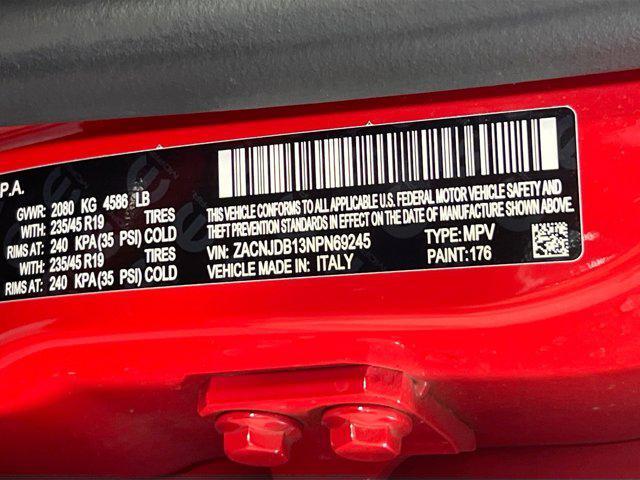 P.A.
GVWR: 2080 KG 4586 LB
WITH: 235/45 R19 TIRES
RIMS AT: 240 KPA(35 PSI) COLD
WITH: 235/45 R19 TIRES
RIMS AT: 240 KPA(35 PSI) COLD
THIS VEHICLE CONFORMS TO ALL APPLICABLE U.S. FEDERAL MOTOR VEHICLE SAFETY AND
THEFT PREVENTION STANDARDS IN EFFECT ON THE DATE OF MANUFACTURE SHOWN ABOVE.
VIN: ZACNJDB13NPN69245 TYPE: MPV
VEHICLE MADE IN: ITALY PAINT: 176